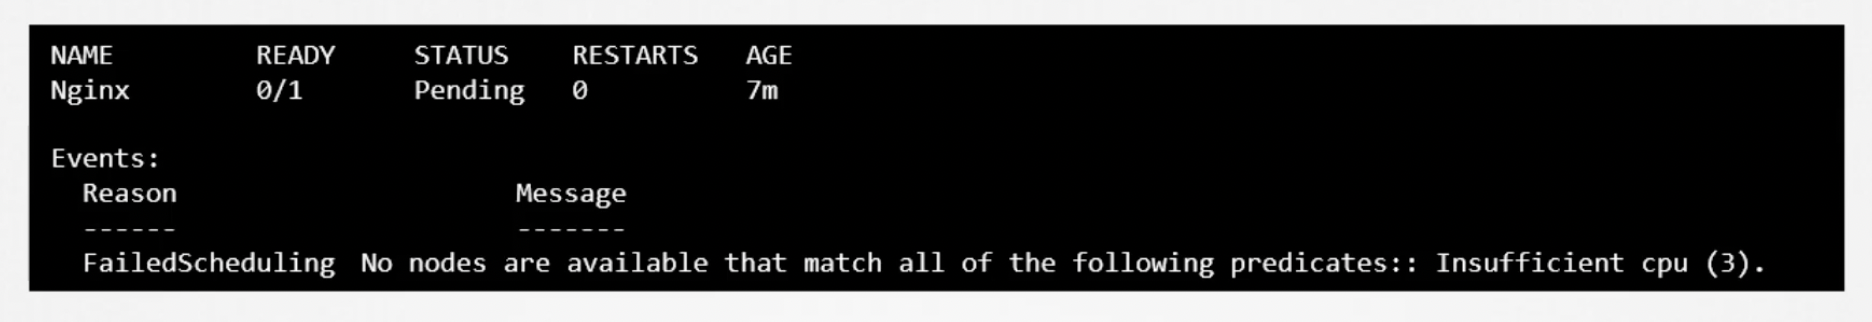 NAME READY STATUS RESTARTS AGE
Nginx 0/1 Pending 0 7m
Events:
Reason Message
------ -------
FailedScheduling No nodes are available that match all of the following predicates:: Insufficient cpu (3).